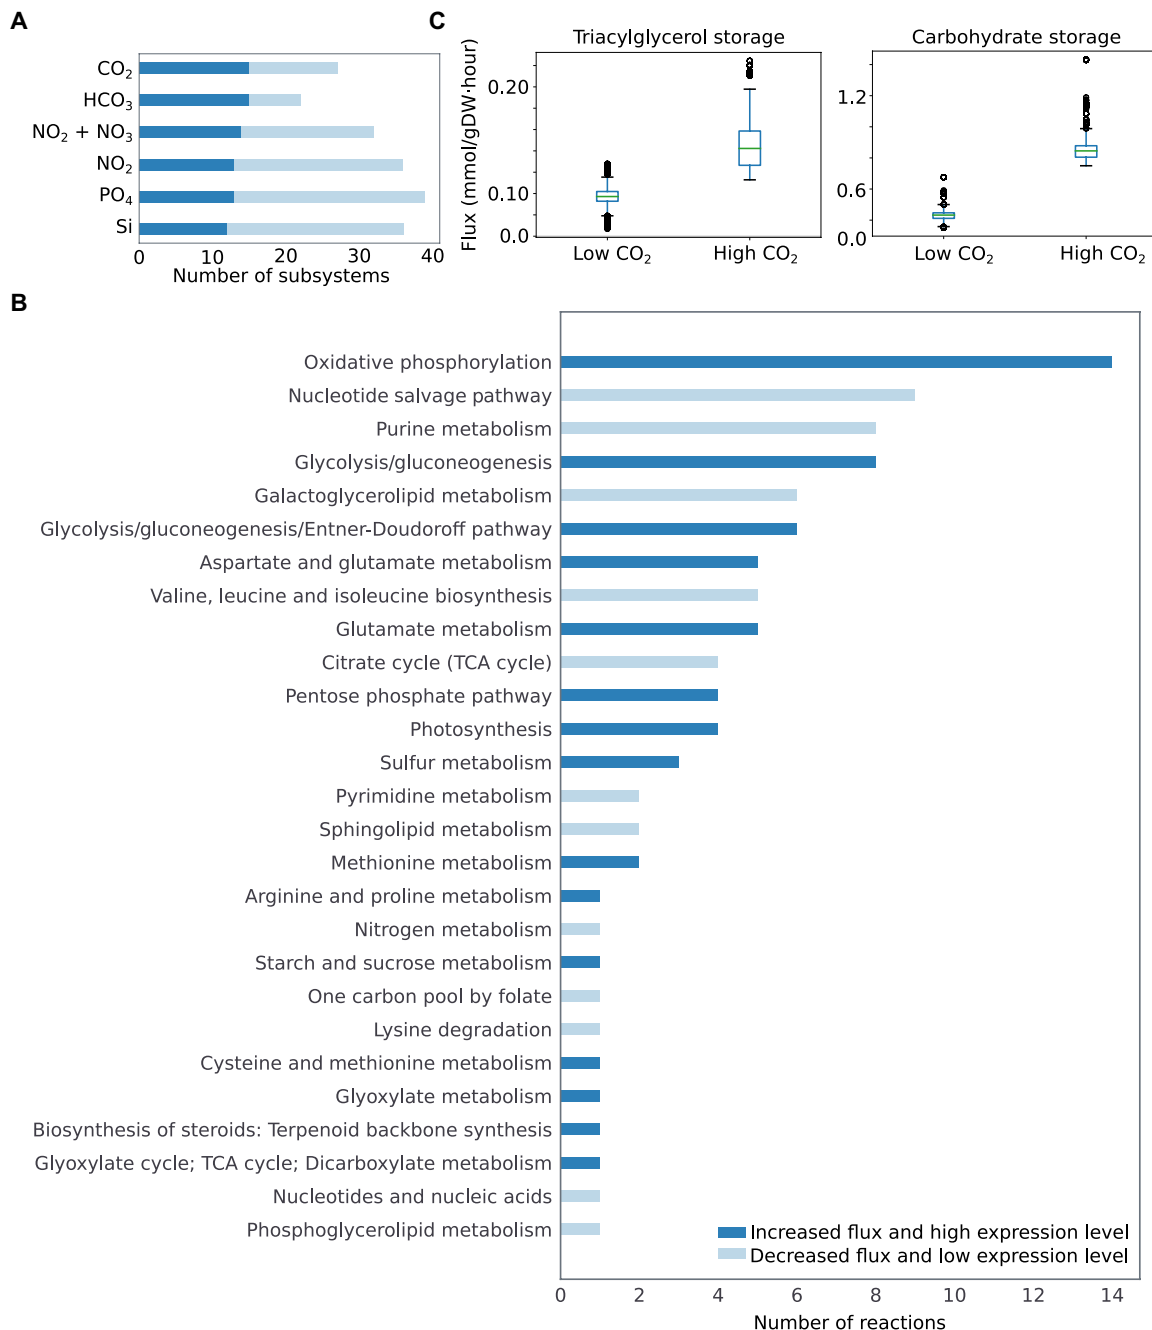 A
CO₂
HCO₃
NO₂ + NO₃
NO₂
PO₄
Si
0 10 20 30 40
Number of subsystems
C
Triacylglycerol storage
Flux (mmol/gDW·hour)
0.20
0.10
0.0
Low CO₂ High CO₂
Carbohydrate storage
1.2
0.6
0.0
Low CO₂ High CO₂
B
Oxidative phosphorylation
Nucleotide salvage pathway
Purine metabolism
Glycolysis/gluconeogenesis
Galactoglycerolipid metabolism
Glycolysis/gluconeogenesis/Entner-Doudoroff pathway
Aspartate and glutamate metabolism
Valine, leucine and isoleucine biosynthesis
Glutamate metabolism
Citrate cycle (TCA cycle)
Pentose phosphate pathway
Photosynthesis
Sulfur metabolism
Pyrimidine metabolism
Sphingolipid metabolism
Methionine metabolism
Arginine and proline metabolism
Nitrogen metabolism
Starch and sucrose metabolism
One carbon pool by folate
Lysine degradation
Cysteine and methionine metabolism
Glyoxylate metabolism
Biosynthesis of steroids: Terpenoid backbone synthesis
Glyoxylate cycle; TCA cycle; Dicarboxylate metabolism
Nucleotides and nucleic acids
Phosphoglycerolipid metabolism
Increased flux and high expression level
Decreased flux and low expression level
0 2 4 6 8 10 12 14
Number of reactions